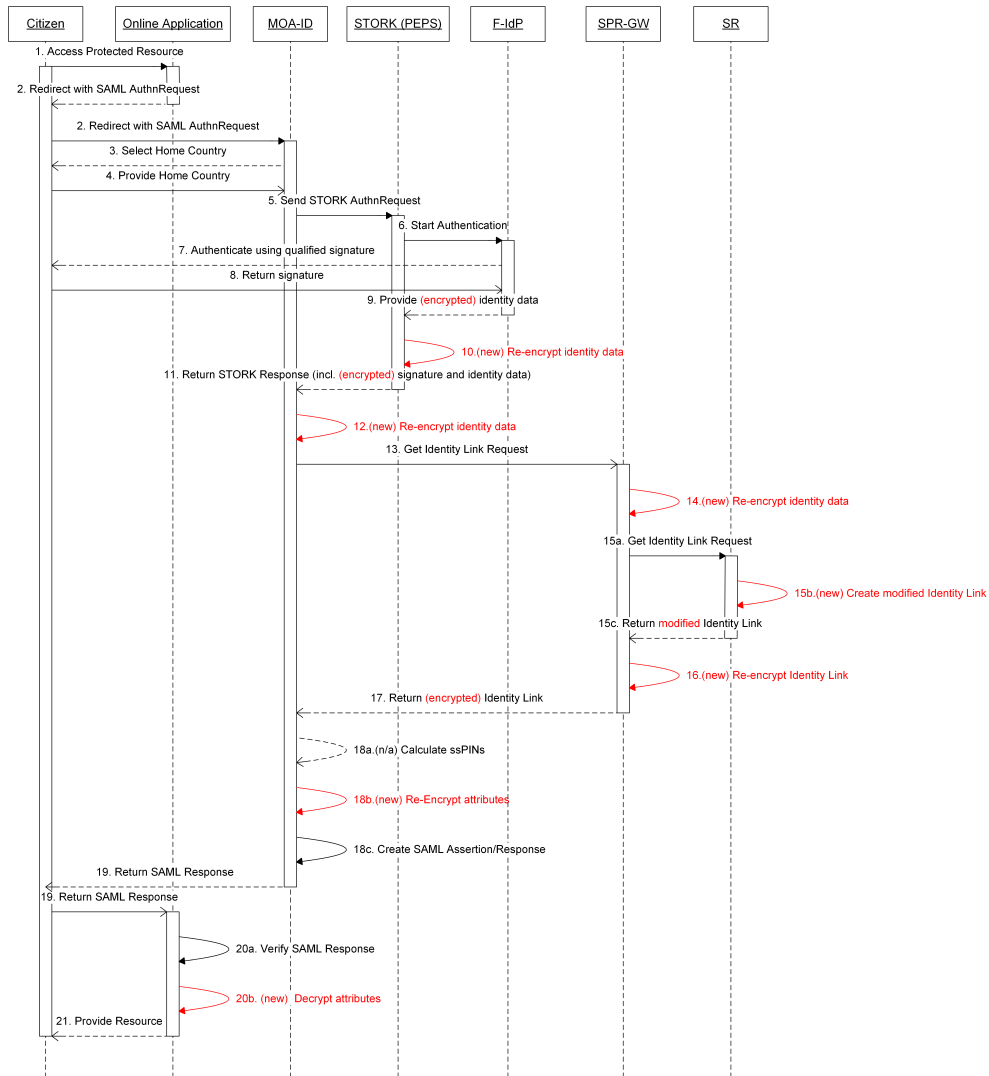 Citizen
Online Application
MOA-ID
STORK (PEPS)
F-IdP
SPR-GW
SR
1. Access Protected Resource
2. Redirect with SAML AuthnRequest
2. Redirect with SAML AuthnRequest
3. Select Home Country
4. Provide Home Country
5. Send STORK AuthnRequest
6. Start Authentication
7. Authenticate using qualified signature
8. Return signature
9. Provide (encrypted) identity data
10.(new) Re-encrypt identity data
11. Return STORK Response (incl. (encrypted) signature and identity data)
12.(new) Re-encrypt identity data
13. Get Identity Link Request
14.(new) Re-encrypt identity data
15a. Get Identity Link Request
15b.(new) Create modified Identity Link
15c. Return modified Identity Link
16.(new) Re-encrypt Identity Link
17. Return (encrypted) Identity Link
18a.(n/a) Calculate ssPINs
18b.(new) Re-Encrypt attributes
18c. Create SAML Assertion/Response
19. Return SAML Response
19. Return SAML Response
20a. Verify SAML Response
20b. (new) Decrypt attributes
21. Provide Resource